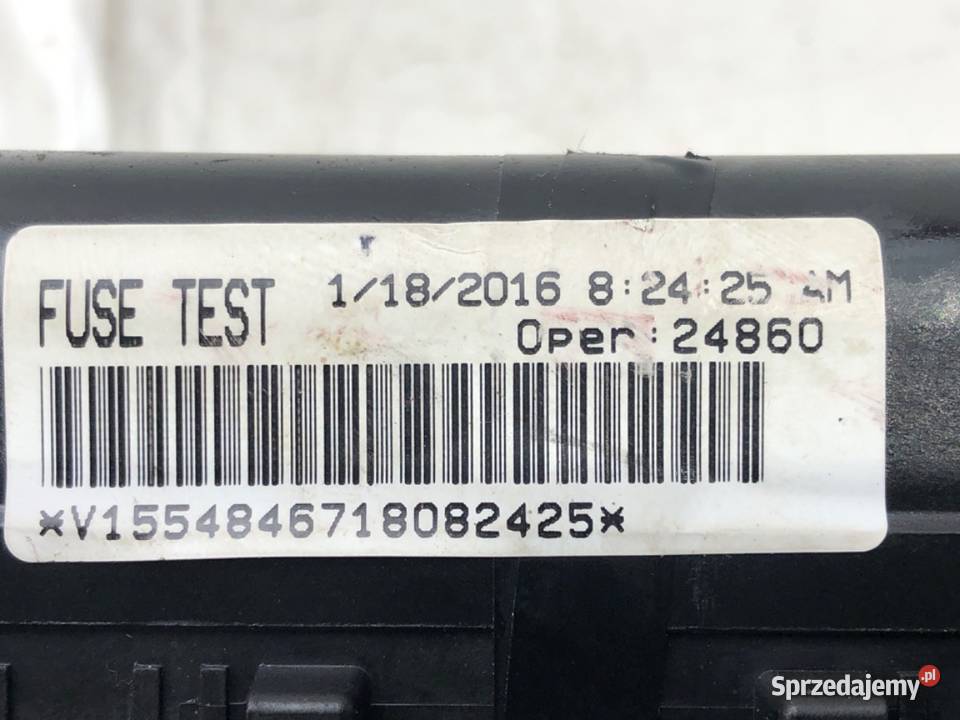 FUSE TEST 1/18/2016 8:24:25 AM
Oper:24860
*V1554846718082425*
Sprzedajemy.pl